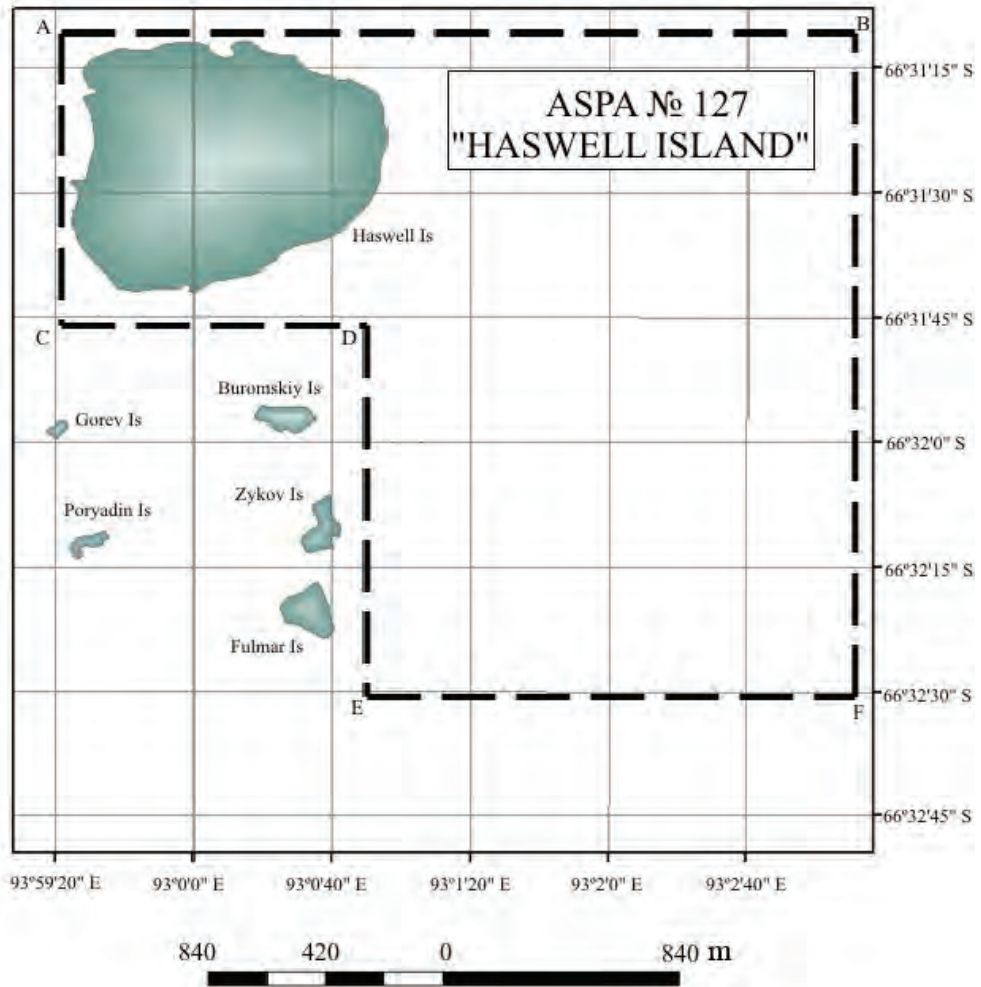 A
B
66°31'15" S
ASPA № 127
"HASWELL ISLAND"
66°31'30" S
Haswell Is
66°31'45" S
C
D
Buromskiy Is
Gorev Is
66°32'0" S
Zykov Is
Poryadin Is
66°32'15" S
Fulmar Is
66°32'30" S
E
F
66°32'45" S
93°59'20" E 93°0'0" E 93°0'40" E 93°1'20" E 93°2'0" E 93°2'40" E
840 420 0 840 m